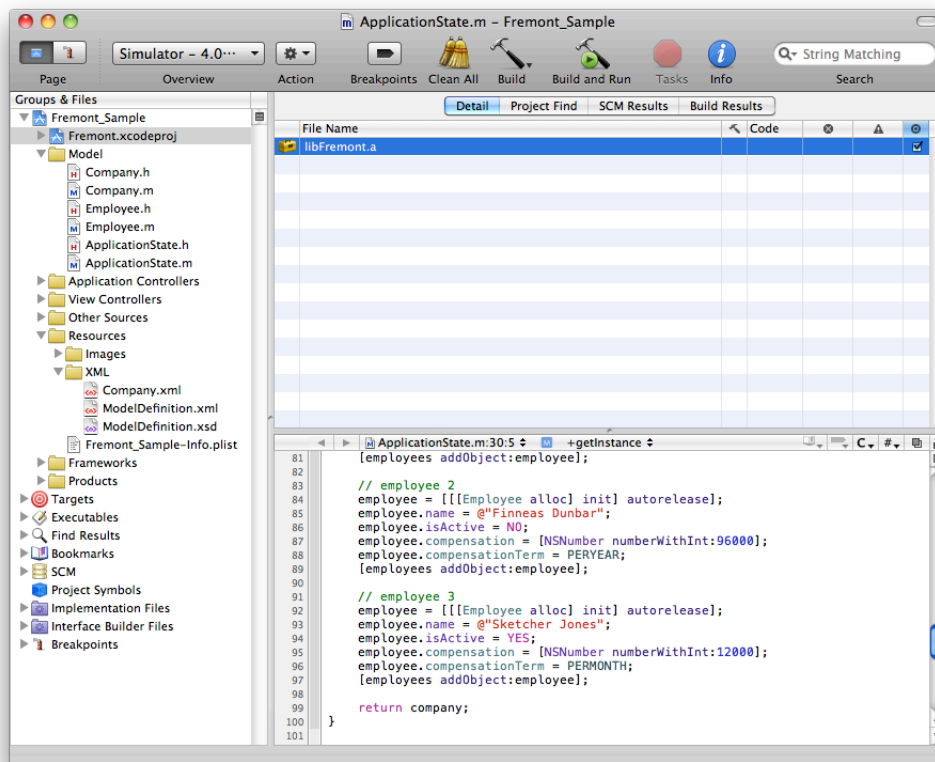 ApplicationState.m - Fremont_Sample
Simulator - 4.0...
String Matching
Page Overview Action Breakpoints Clean All Build Build and Run Tasks Info Search
Groups & Files
Fremont_Sample
Fremont.xcodeproj
Model
Company.h
Company.m
Employee.h
Employee.m
ApplicationState.h
ApplicationState.m
Application Controllers
View Controllers
Other Sources
Resources
Images
XML
Company.xml
ModelDefinition.xml
ModelDefinition.xsd
Fremont_Sample-Info.plist
Frameworks
Products
Targets
Executables
Find Results
Bookmarks
SCM
Project Symbols
Implementation Files
Interface Builder Files
Breakpoints
Detail Project Find SCM Results Build Results
File Name Code
libFremont.a
ApplicationState.m:30:5 M +getInstance C #
81 [employees addObject:employee];
82
83 // employee 2
84 employee = [[[Employee alloc] init] autorelease];
85 employee.name = @"Finneas Dunbar";
86 employee.isActive = NO;
87 employee.compensation = [NSNumber numberWithInt:96000];
88 employee.compensationTerm = PERYEAR;
89 [employees addObject:employee];
90
91 // employee 3
92 employee = [[[Employee alloc] init] autorelease];
93 employee.name = @"Sketcher Jones";
94 employee.isActive = YES;
95 employee.compensation = [NSNumber numberWithInt:12000];
96 employee.compensationTerm = PERMONTH;
97 [employees addObject:employee];
98
99 return company;
100 }
101